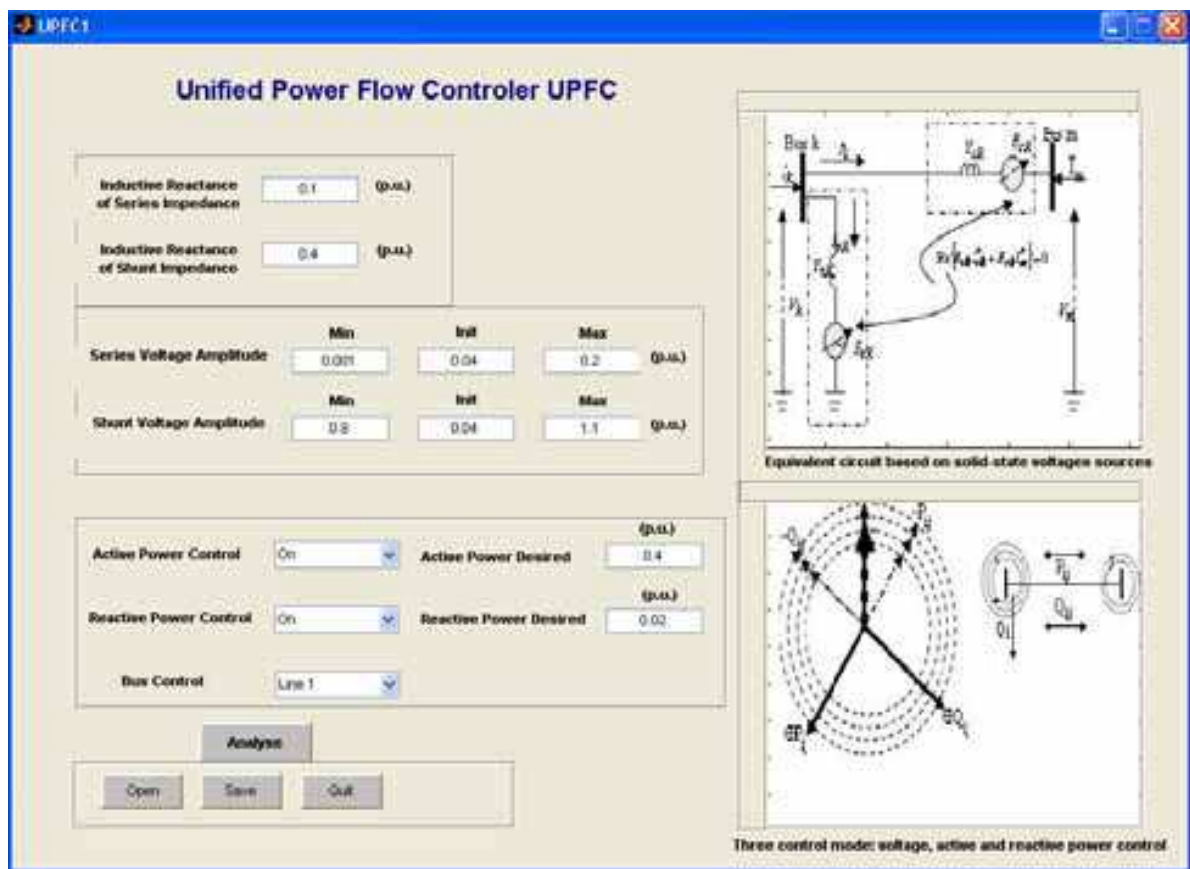 UPFC1
Unified Power Flow Controler UPFC
Inductive Reactance of Series Impedance 0.1 (p.u.)
Inductive Reactance of Shunt Impedance 0.4 (p.u.)
Min Init Max
Series Voltage Amplitude 0.001 0.04 0.2 (p.u.)
Min Init Max
Shunt Voltage Amplitude 0.9 0.04 1.1 (p.u.)
(p.u.)
Active Power Control On Active Power Desired 0.4
(p.u.)
Reactive Power Control On Reactive Power Desired 0.02
Bus Control Line 1
Analyse
Open Save Quit
Bus k
Bus m
Equivalent circuit based on solid-state voltagen sources
Three control mode: voltage, active and reactive power control